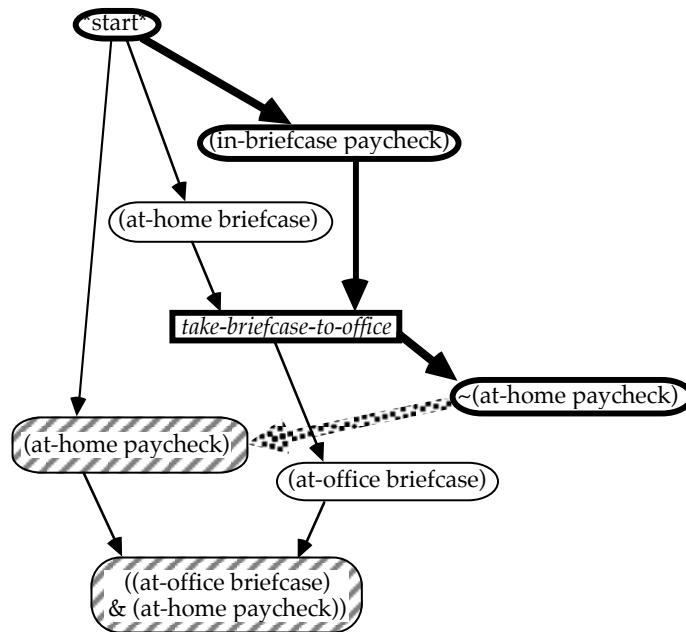 *start*
(in-briefcase paycheck)
(at-home briefcase)
take-briefcase-to-office
~(at-home paycheck)
(at-home paycheck)
(at-office briefcase)
((at-office briefcase)
& (at-home paycheck))